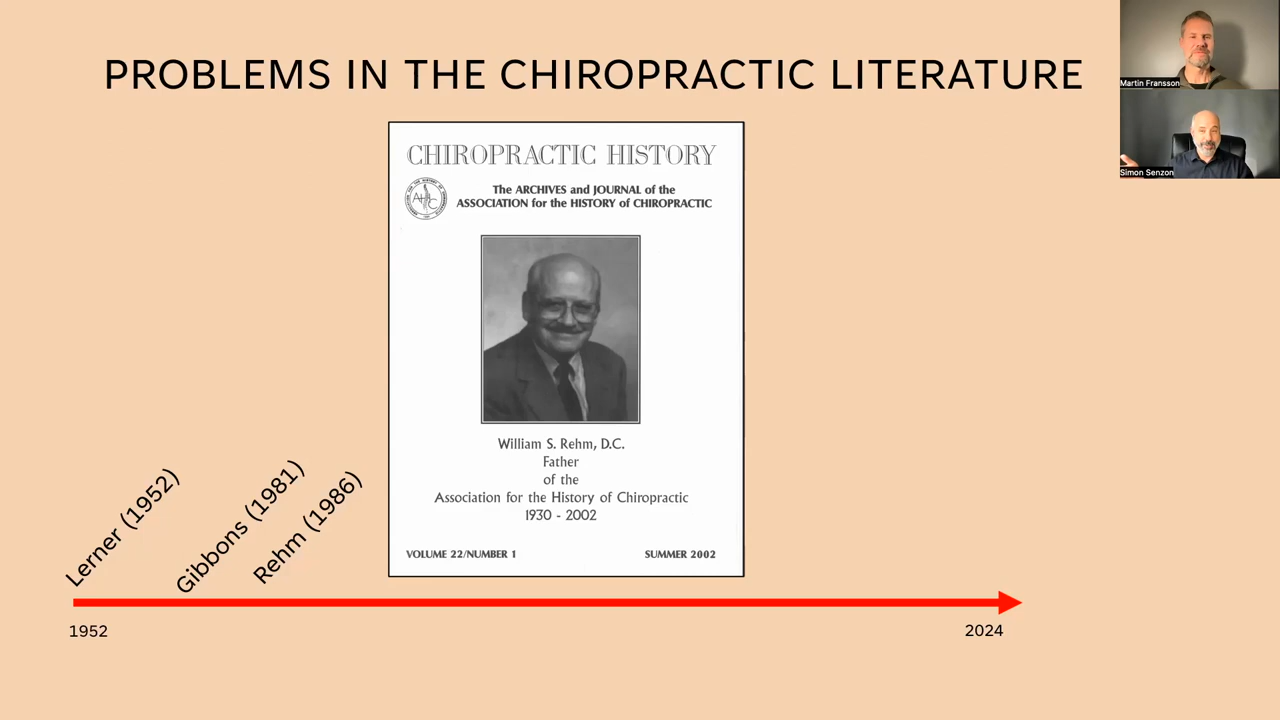 PROBLEMS IN THE CHIROPRACTIC LITERATURE
Martin Fransson
Simon Senzon
CHIROPRACTIC HISTORY
AHC
The ARCHIVES and JOURNAL of the
ASSOCIATION for the HISTORY of CHIROPRACTIC
William S. Rehm, D.C.
Father
of the
Association for the History of Chiropractic
1930 - 2002
VOLUME 22/NUMBER 1
SUMMER 2002
Lerner (1952)
Gibbons (1981)
Rehm (1986)
1952
2024